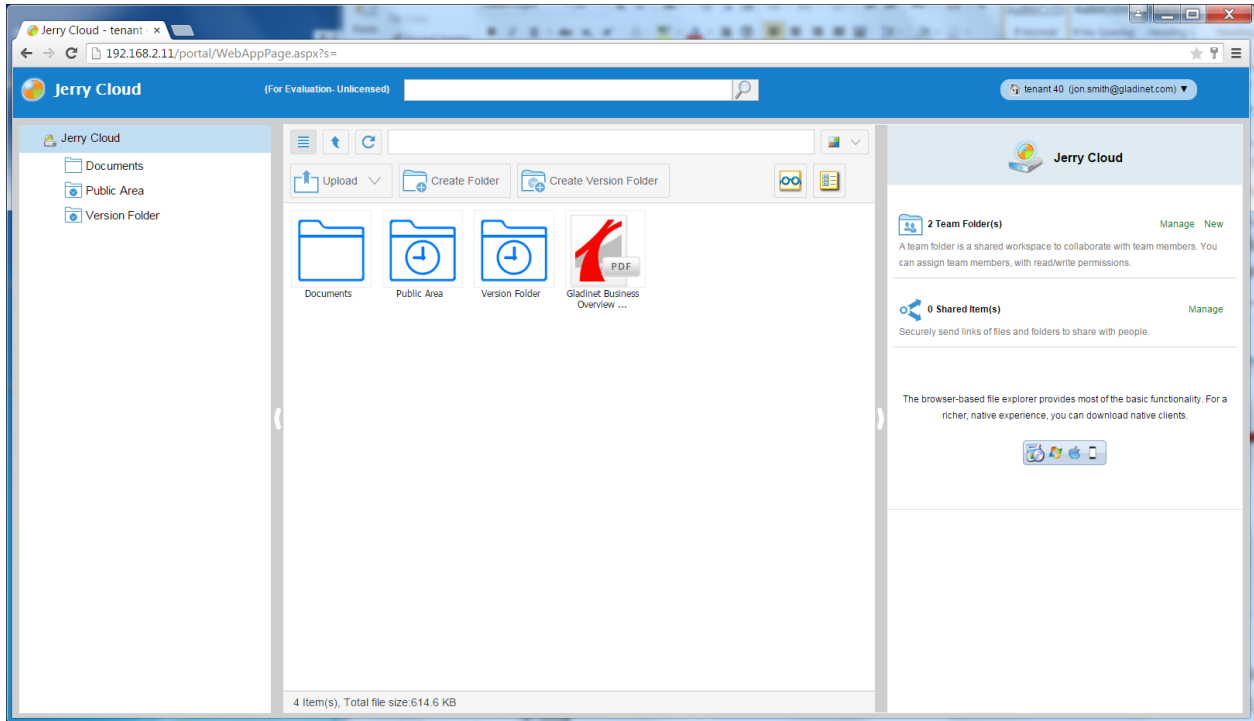 Jerry Cloud - tenant
192.168.2.11/portal/WebAppPage.aspx?s=
Jerry Cloud
(For Evaluation- Unlicensed)
tenant 40 (jon.smith@gladinet.com) ▼
Jerry Cloud
Documents
Public Area
Version Folder
Upload
Create Folder
Create Version Folder
Documents
Public Area
Version Folder
PDF
Gladinet Business
Overview ...
4 Item(s), Total file size:614.6 KB
Jerry Cloud
2 Team Folder(s)
Manage New
A team folder is a shared workspace to collaborate with team members. You
can assign team members, with read/write permissions.
0 Shared Item(s)
Manage
Securely send links of files and folders to share with people.
The browser-based file explorer provides most of the basic functionality. For a
richer, native experience, you can download native clients.